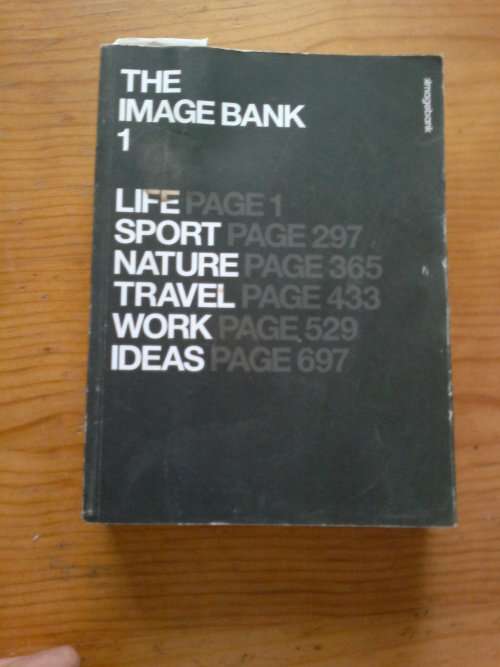 THE
IMAGE BANK
1
imagebank
LIFE PAGE 1
SPORT PAGE 297
NATURE PAGE 365
TRAVEL PAGE 433
WORK PAGE 529
IDEAS PAGE 697